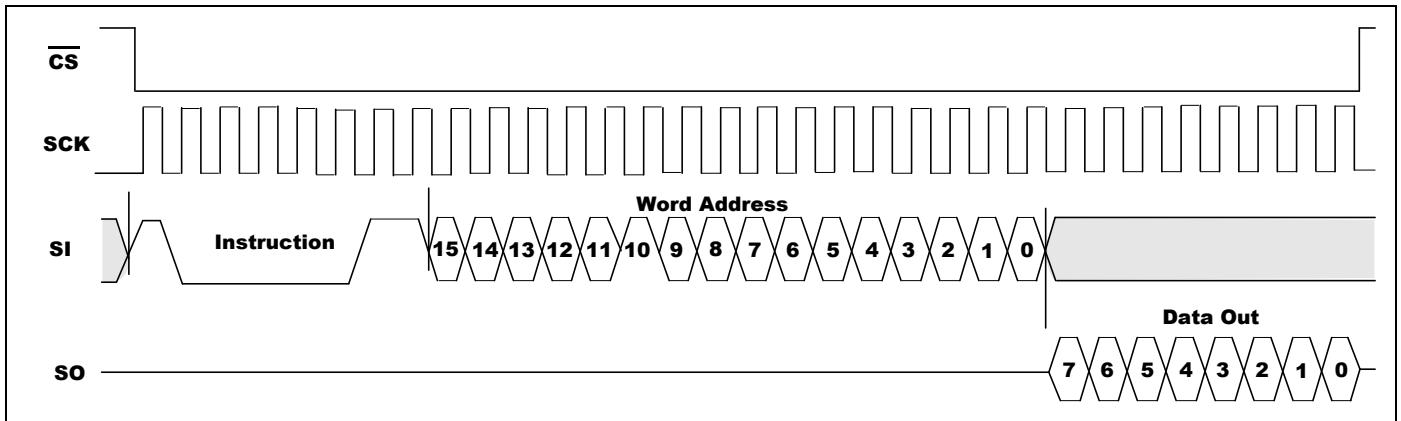 CS
SCK
Word Address
SI Instruction 15 14 13 12 11 10 9 8 7 6 5 4 3 2 1 0
Data Out
SO 7 6 5 4 3 2 1 0